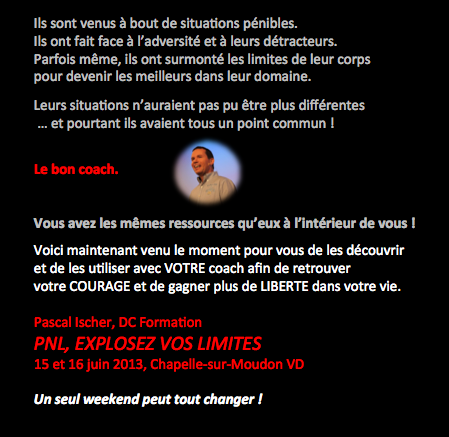 Ils sont venus à bout de situations pénibles.
Ils ont fait face à l’adversité et à leurs détracteurs.
Parfois même, ils ont surmonté les limites de leur corps
pour devenir les meilleurs dans leur domaine.
Leurs situations n’auraient pas pu être plus différentes
… et pourtant ils avaient tous un point commun !
Le bon coach.
Vous avez les mêmes ressources qu’eux à l’intérieur de vous !
Voici maintenant venu le moment pour vous de les découvrir
et de les utiliser avec VOTRE coach afin de retrouver
votre COURAGE et de gagner plus de LIBERTE dans votre vie.
Pascal Ischer, DC Formation
PNL, EXPLOSEZ VOS LIMITES
15 et 16 juin 2013, Chapelle-sur-Moudon VD
Un seul weekend peut tout changer !